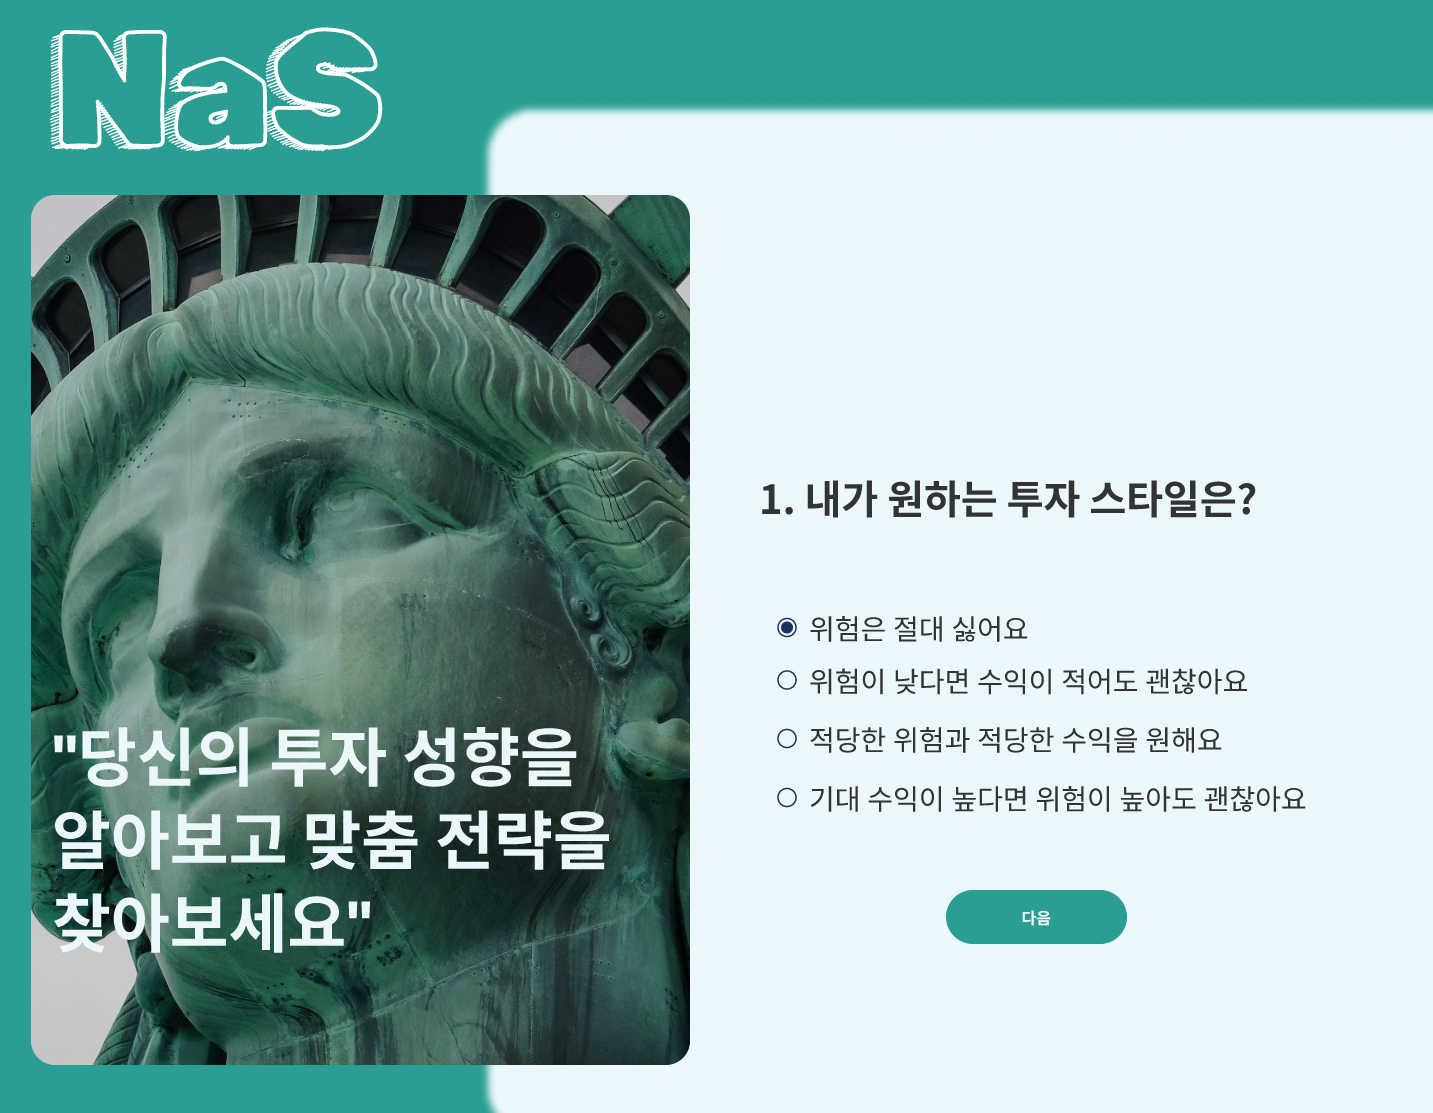 NaS
"당신의 투자 성향을
알아보고 맞춤 전략을
찾아보세요"
1. 내가 원하는 투자 스타일은?
위험은 절대 싫어요
위험이 낮다면 수익이 적어도 괜찮아요
적당한 위험과 적당한 수익을 원해요
기대 수익이 높다면 위험이 높아도 괜찮아요
다음